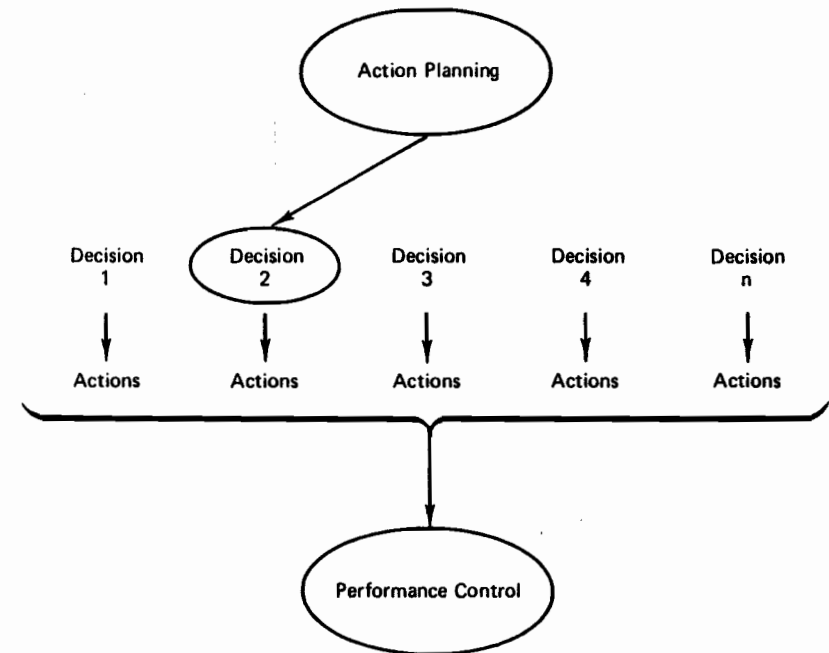 Action Planning
Decision Decision Decision Decision Decision
1 2 3 4 n
Actions Actions Actions Actions Actions
Performance Control